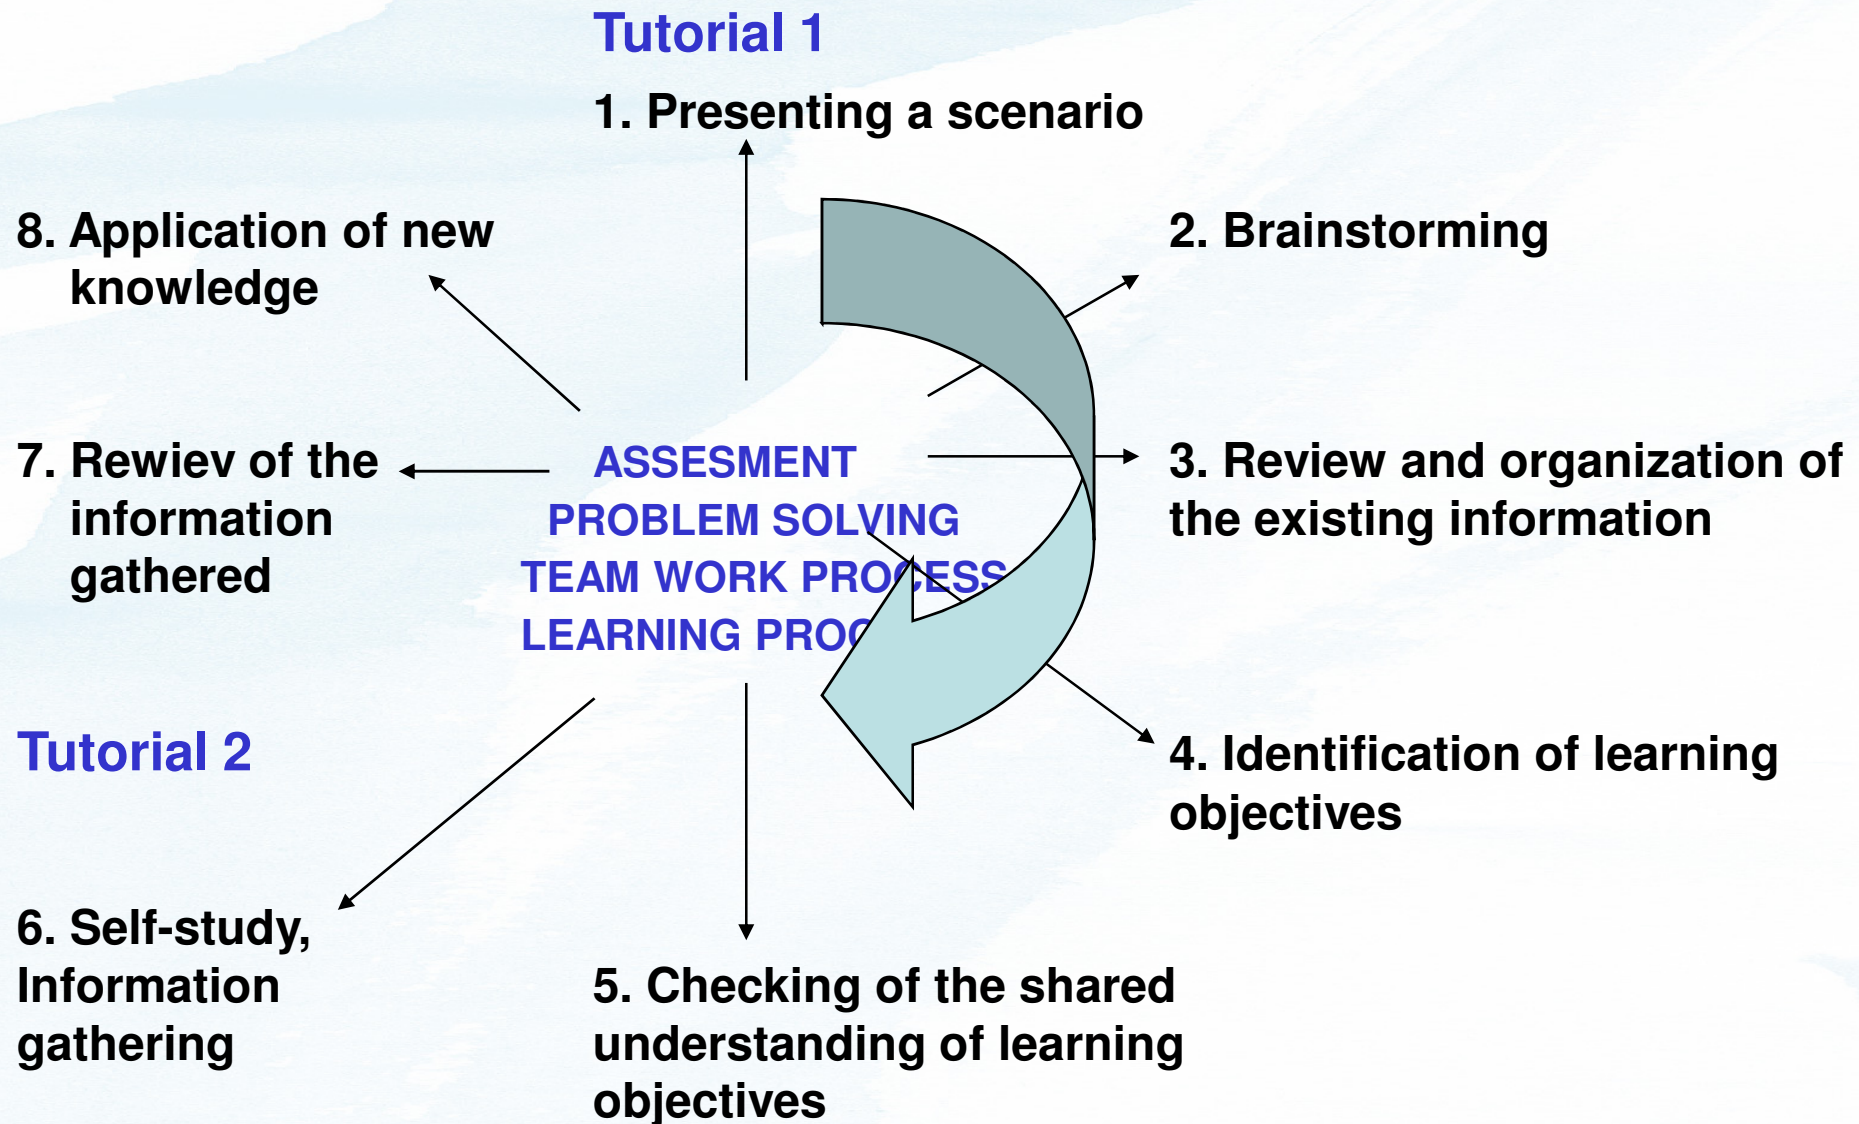 Tutorial 1
1. Presenting a scenario
2. Brainstorming
3. Review and organization of
the existing information
4. Identification of learning
objectives
5. Checking of the shared
understanding of learning
objectives
6. Self-study,
Information
gathering
Tutorial 2
7. Rewiev of the
information
gathered
8. Application of new
knowledge
ASSESMENT
PROBLEM SOLVING
TEAM WORK PROCESS
LEARNING